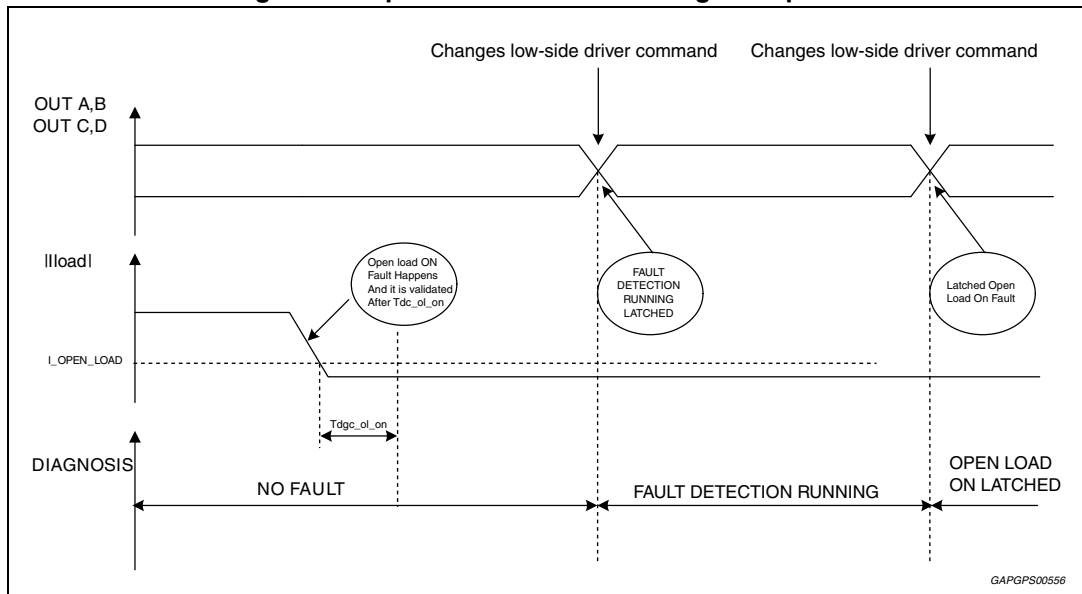 Changes low-side driver command
Changes low-side driver command
OUT A,B
OUT C,D
IIloadI
Open load ON
Fault Happens
And it is validated
After Tdc_ol_on
FAULT
DETECTION
RUNNING
LATCHED
Latched Open
Load On Fault
I_OPEN_LOAD
Tdgc_ol_on
DIAGNOSIS
NO FAULT
FAULT DETECTION RUNNING
OPEN LOAD
ON LATCHED
GAPGPS00556